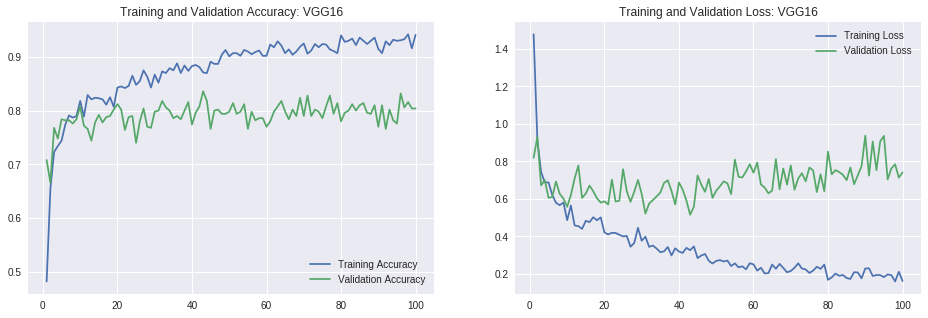 Training and Validation Accuracy: VGG16
0.9
0.8
0.7
0.6
0.5
Training Accuracy
Validation Accuracy
0 20 40 60 80 100
Training and Validation Loss: VGG16
Training Loss
Validation Loss
1.4
1.2
1.0
0.8
0.6
0.4
0.2
0 20 40 60 80 100